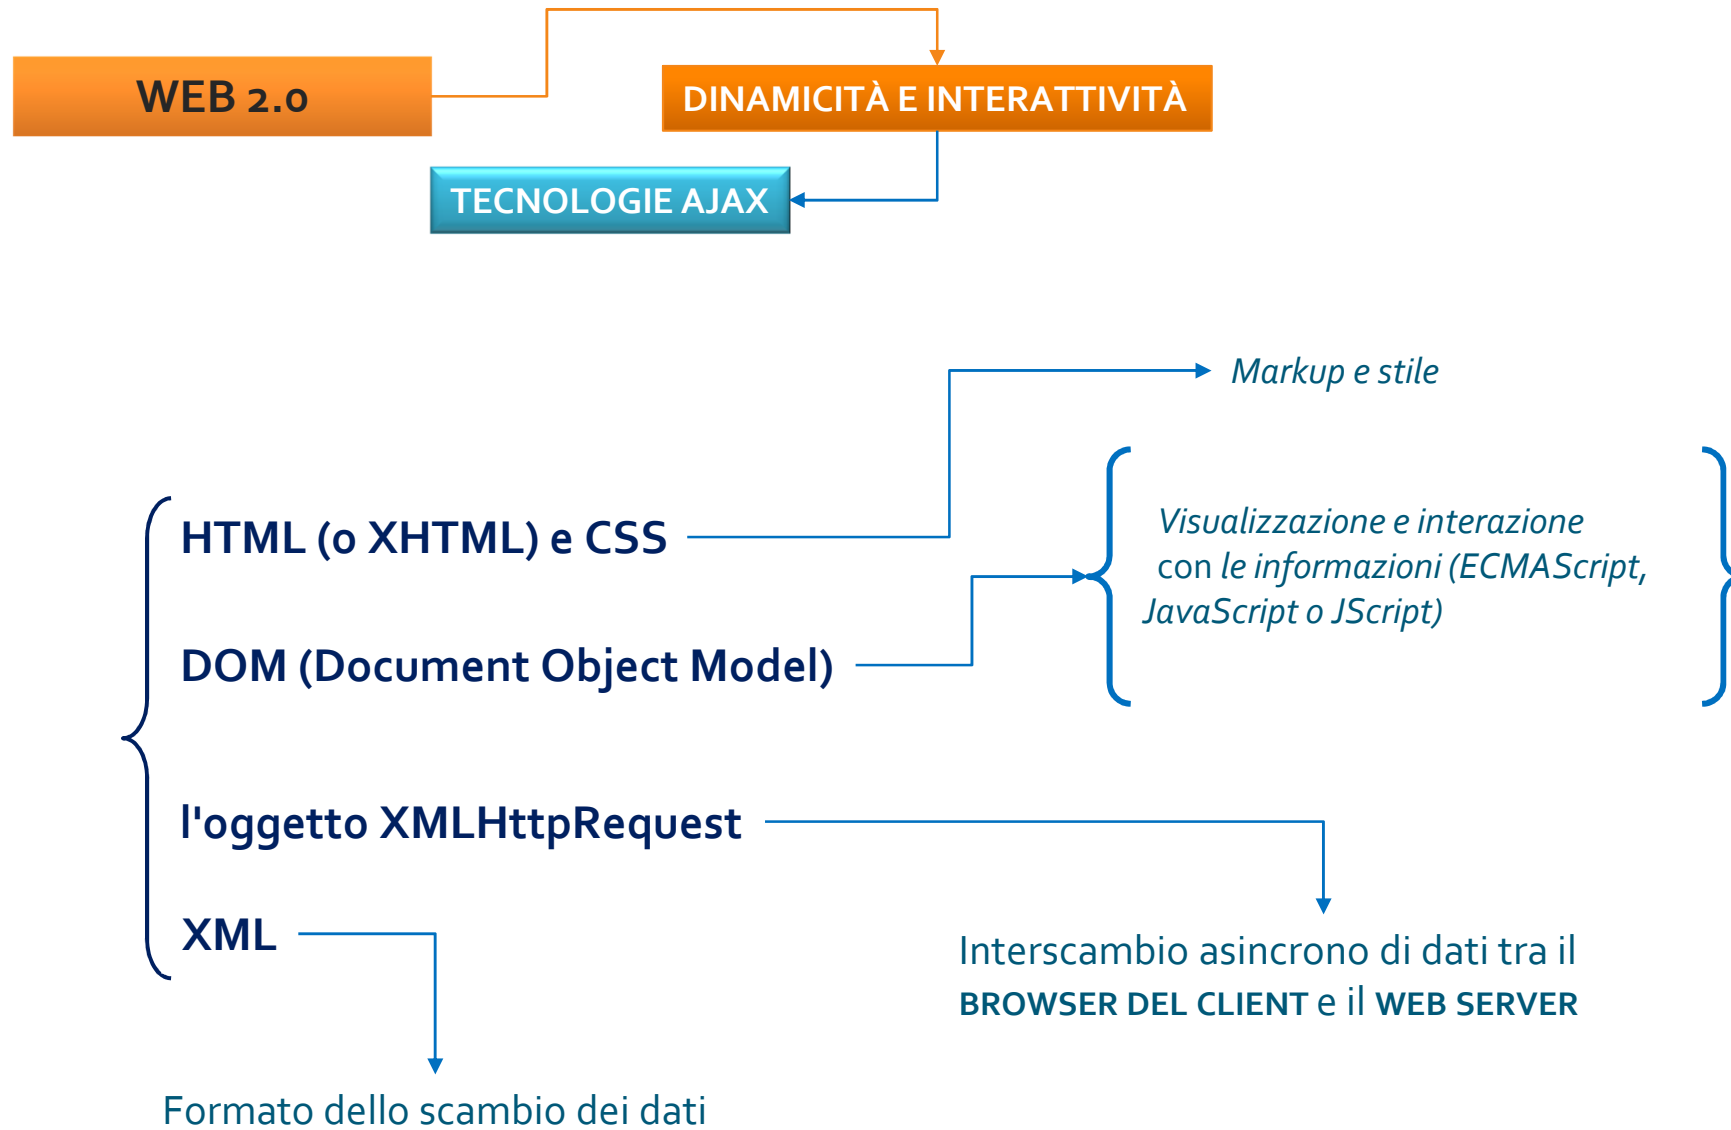 WEB 2.0
DINAMICITÀ E INTERATTIVITÀ
TECNOLOGIE AJAX
Markup e stile
HTML (o XHTML) e CSS
Visualizzazione e interazione
con le informazioni (ECMAScript,
JavaScript o JScript)
DOM (Document Object Model)
l'oggetto XMLHttpRequest
XML
Interscambio asincrono di dati tra il
BROWSER DEL CLIENT e il WEB SERVER
Formato dello scambio dei dati